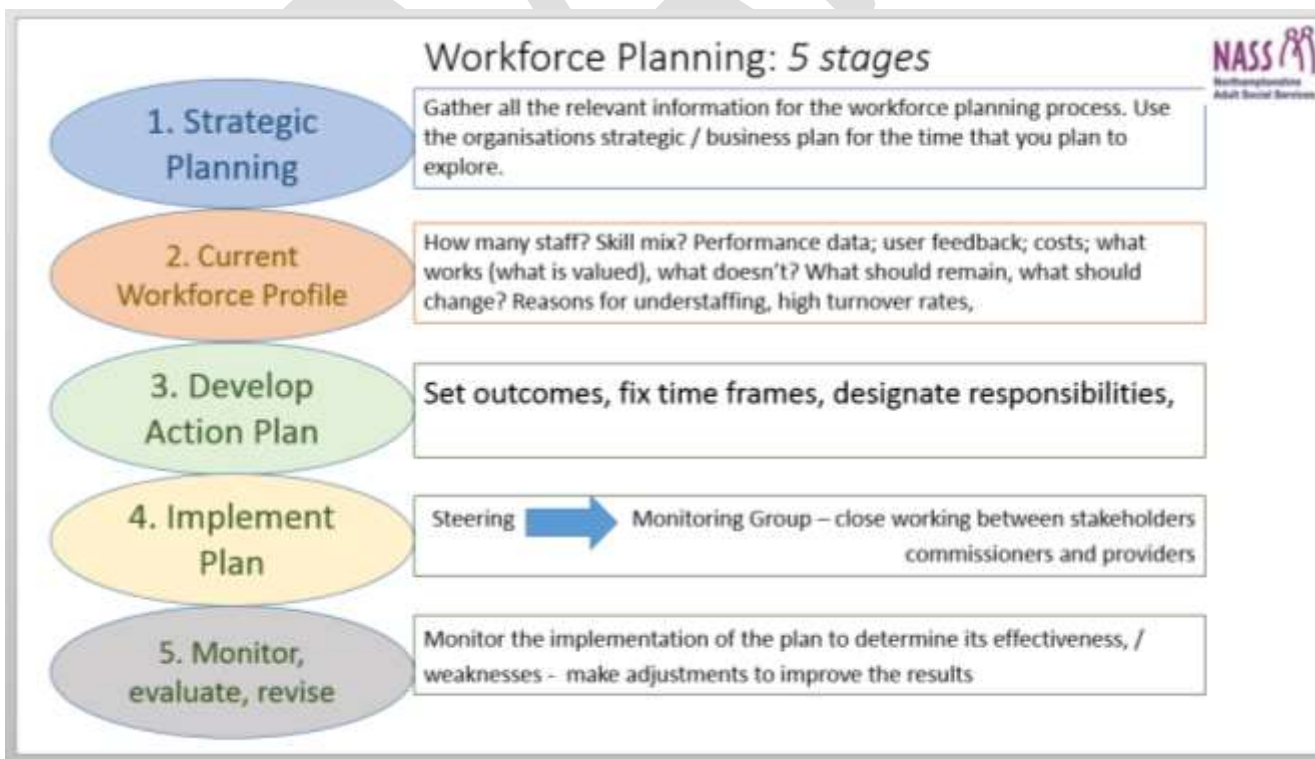 Workforce Planning: 5 stages
NASS
Northamptonshire
Adult Social Services
1. Strategic
Planning
Gather all the relevant information for the workforce planning process. Use
the organisations strategic / business plan for the time that you plan to
explore.
2. Current
Workforce Profile
How many staff? Skill mix? Performance data; user feedback; costs; what
works (what is valued), what doesn't? What should remain, what should
change? Reasons for understaffing, high turnover rates,
3. Develop
Action Plan
Set outcomes, fix time frames, designate responsibilities,
4. Implement
Plan
Steering Monitoring Group – close working between stakeholders
commissioners and providers
5. Monitor,
evaluate, revise
Monitor the implementation of the plan to determine its effectiveness, /
weaknesses - make adjustments to improve the results